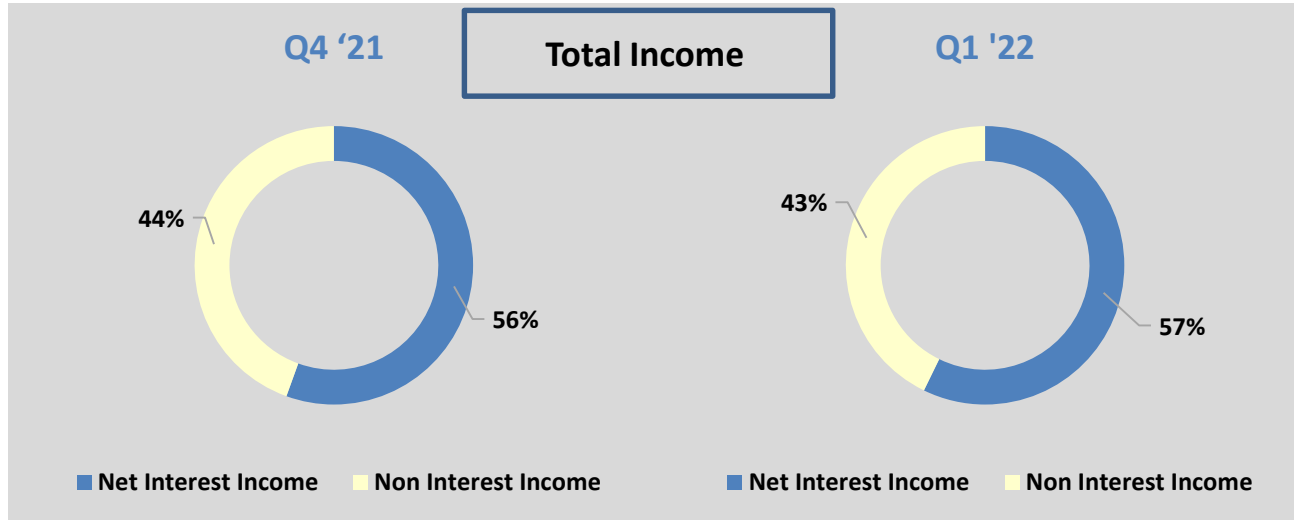 Q4 ‘21
Total Income
Q1 '22
44%
56%
43%
57%
Net Interest Income
Non Interest Income
Net Interest Income
Non Interest Income